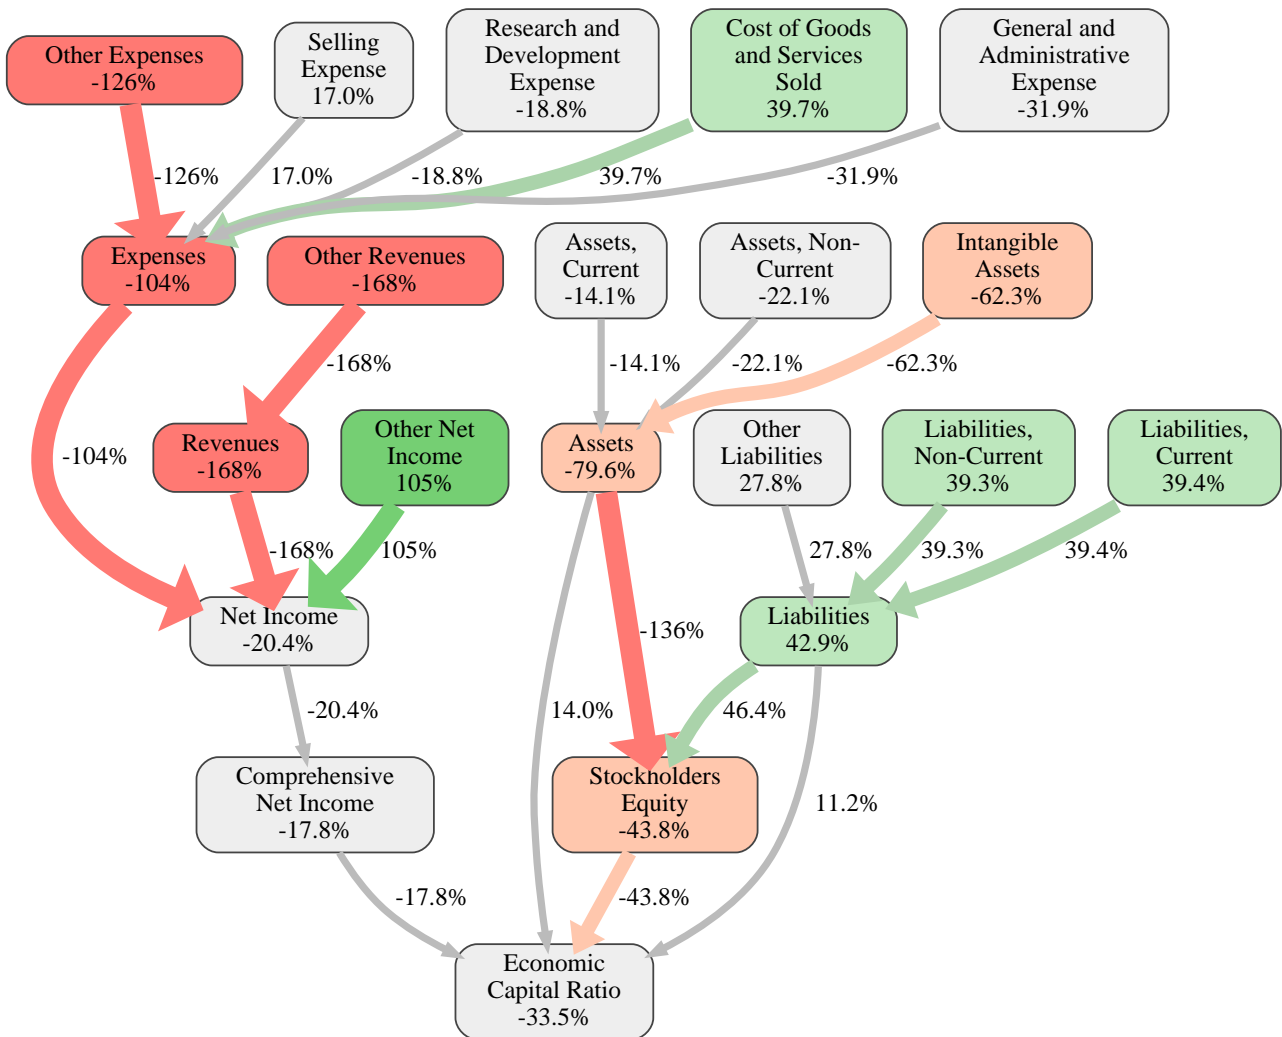 Other Expenses
-126%
Selling
Expense
17.0%
Research and
Development
Expense
-18.8%
Cost of Goods
and Services
Sold
39.7%
General and
Administrative
Expense
-31.9%
-126%
17.0%
-18.8%
39.7%
-31.9%
Expenses
-104%
Other Revenues
-168%
Assets,
Current
-14.1%
Assets, Non-
Current
-22.1%
Intangible
Assets
-62.3%
-168%
-14.1%
-22.1%
-62.3%
-104%
Revenues
-168%
Other Net
Income
105%
Assets
-79.6%
Other
Liabilities
27.8%
Liabilities,
Non-Current
39.3%
Liabilities,
Current
39.4%
-168%
105%
27.8%
39.3%
39.4%
Net Income
-20.4%
-136%
Liabilities
42.9%
-20.4%
14.0%
46.4%
Comprehensive
Net Income
-17.8%
Stockholders
Equity
-43.8%
11.2%
-17.8%
-43.8%
Economic
Capital Ratio
-33.5%